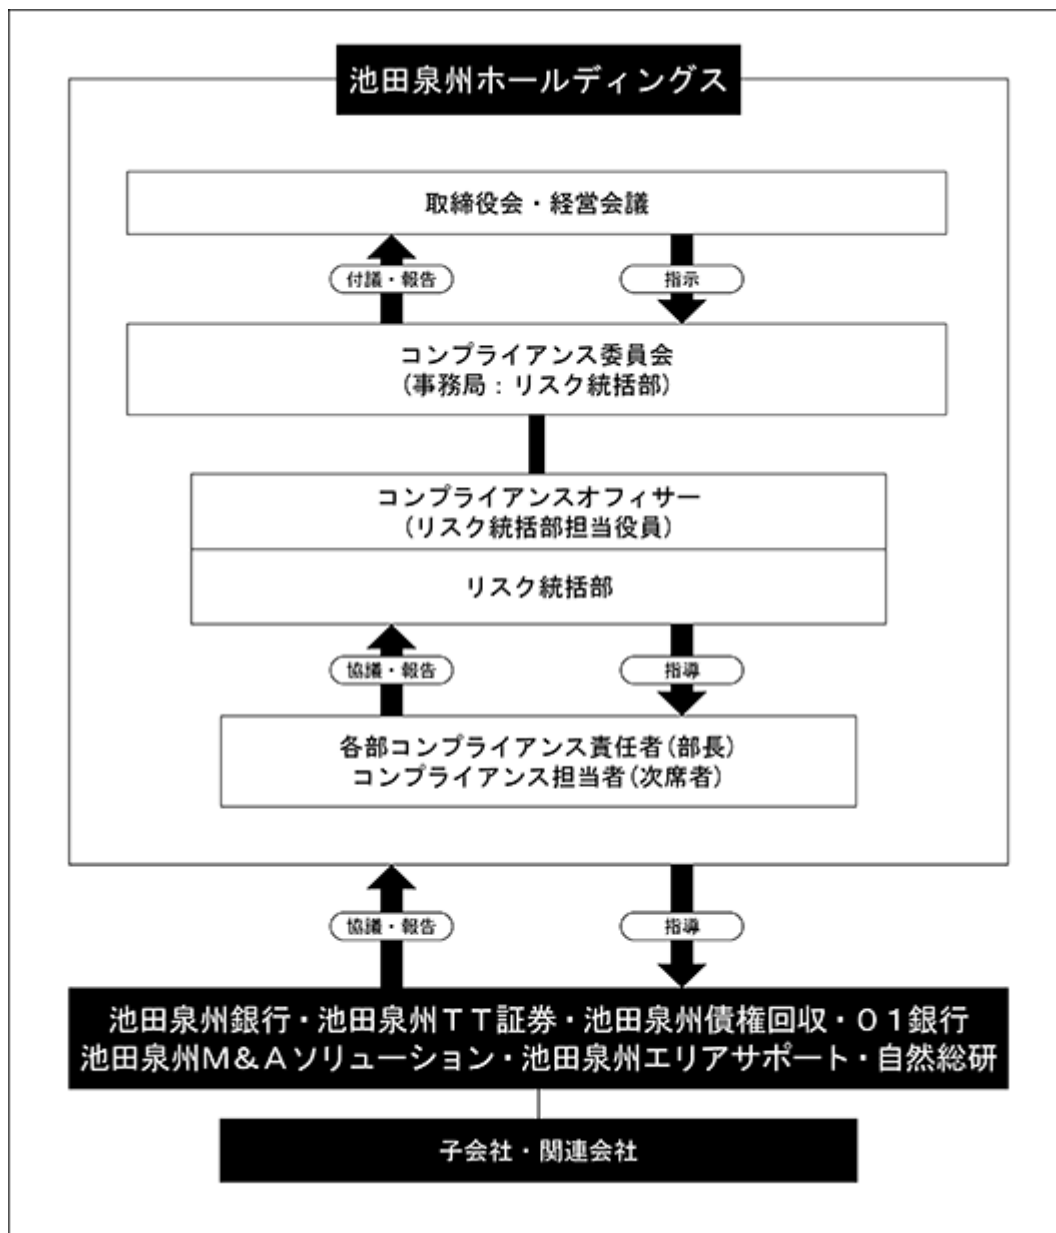 池田泉州ホールディングス
取締役会・経営会議
付議・報告
指示
コンプライアンス委員会
(事務局：リスク統括部)
コンプライアンスオフィサー
(リスク統括部担当役員)
リスク統括部
協議・報告
指導
各部コンプライアンス責任者(部長)
コンプライアンス担当者(次席者)
協議・報告
指導
池田泉州銀行・池田泉州ＴＴ証券・池田泉州債権回収・０１銀行
池田泉州Ｍ＆Ａソリューション・池田泉州エリアサポート・自然総研
子会社・関連会社